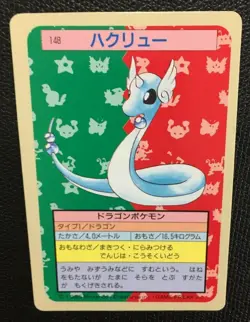 148
ハクリュー
ドラゴンポケモン
タイプ1/ドラゴン
たかさ/4.0メートル おもさ/16.5キログラム
おもなわざ/まきつく・にらみつける
でんじは・こうそくいどう
うみや みずうみなどに すむという。 はね
をもたないが たまに そらを とぶ すがた
が もくげきされる。